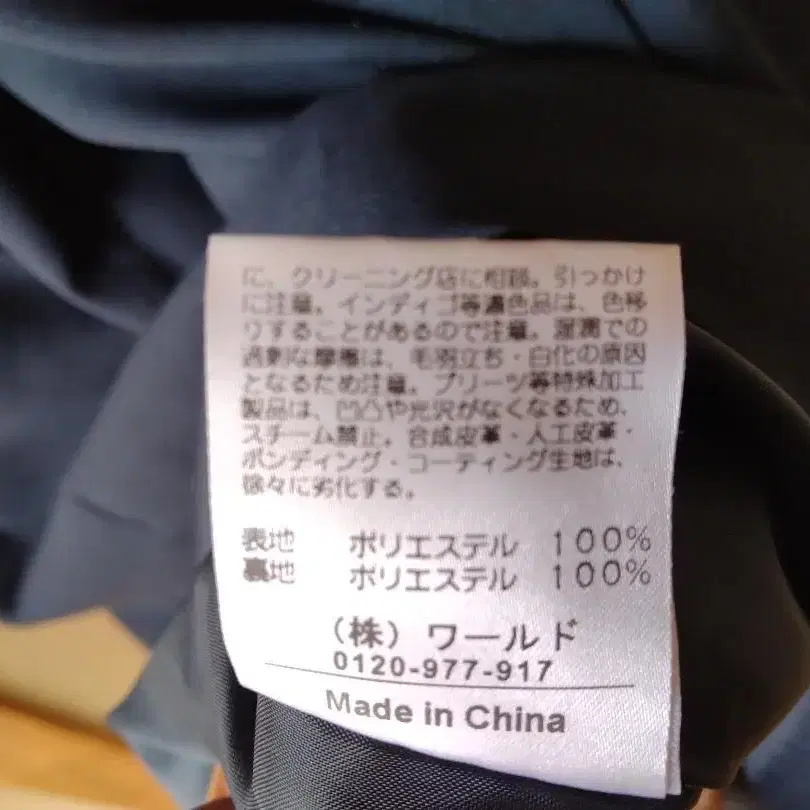 に、クリーニング店に相談。引っかけ
に注意。インディゴ等濃色品は、色移
りすることがあるので注意。湿潤での
過剰な摩擦は、毛羽立ち・白化の原因
となるため注意。プリーツ等特殊加工
製品は、凹凸や光沢がなくなるため、
スチーム禁止。合成皮革・人工皮革・
ボンディング・コーティング生地は、
徐々に劣化する。
表地 ポリエステル 100%
裏地 ポリエステル 100%
（株）ワールド
0120-977-917
Made in China